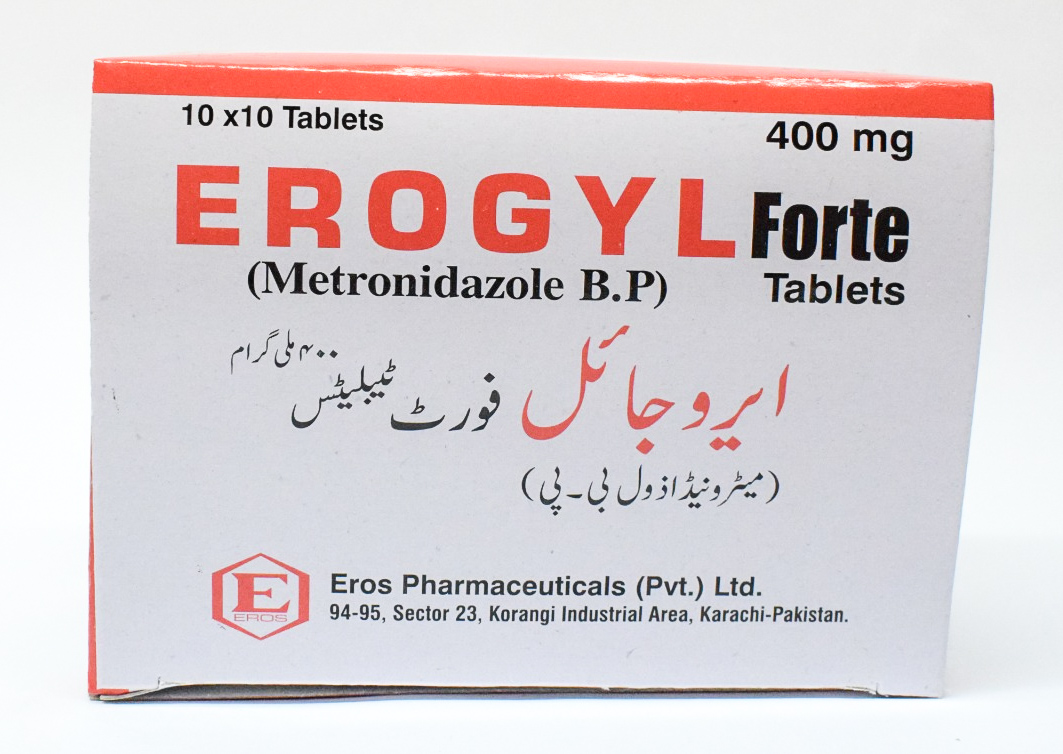 10 x10 Tablets
400 mg
EROGYL Forte
(Metronidazole B.P)
Tablets
ایروجائل فورٹ ٹیبلیٹس ۴۰۰ ملی گرام
(میٹرونیڈاذول بی۔پی)
E
EROS
Eros Pharmaceuticals (Pvt.) Ltd.
94-95, Sector 23, Korangi Industrial Area, Karachi-Pakistan.